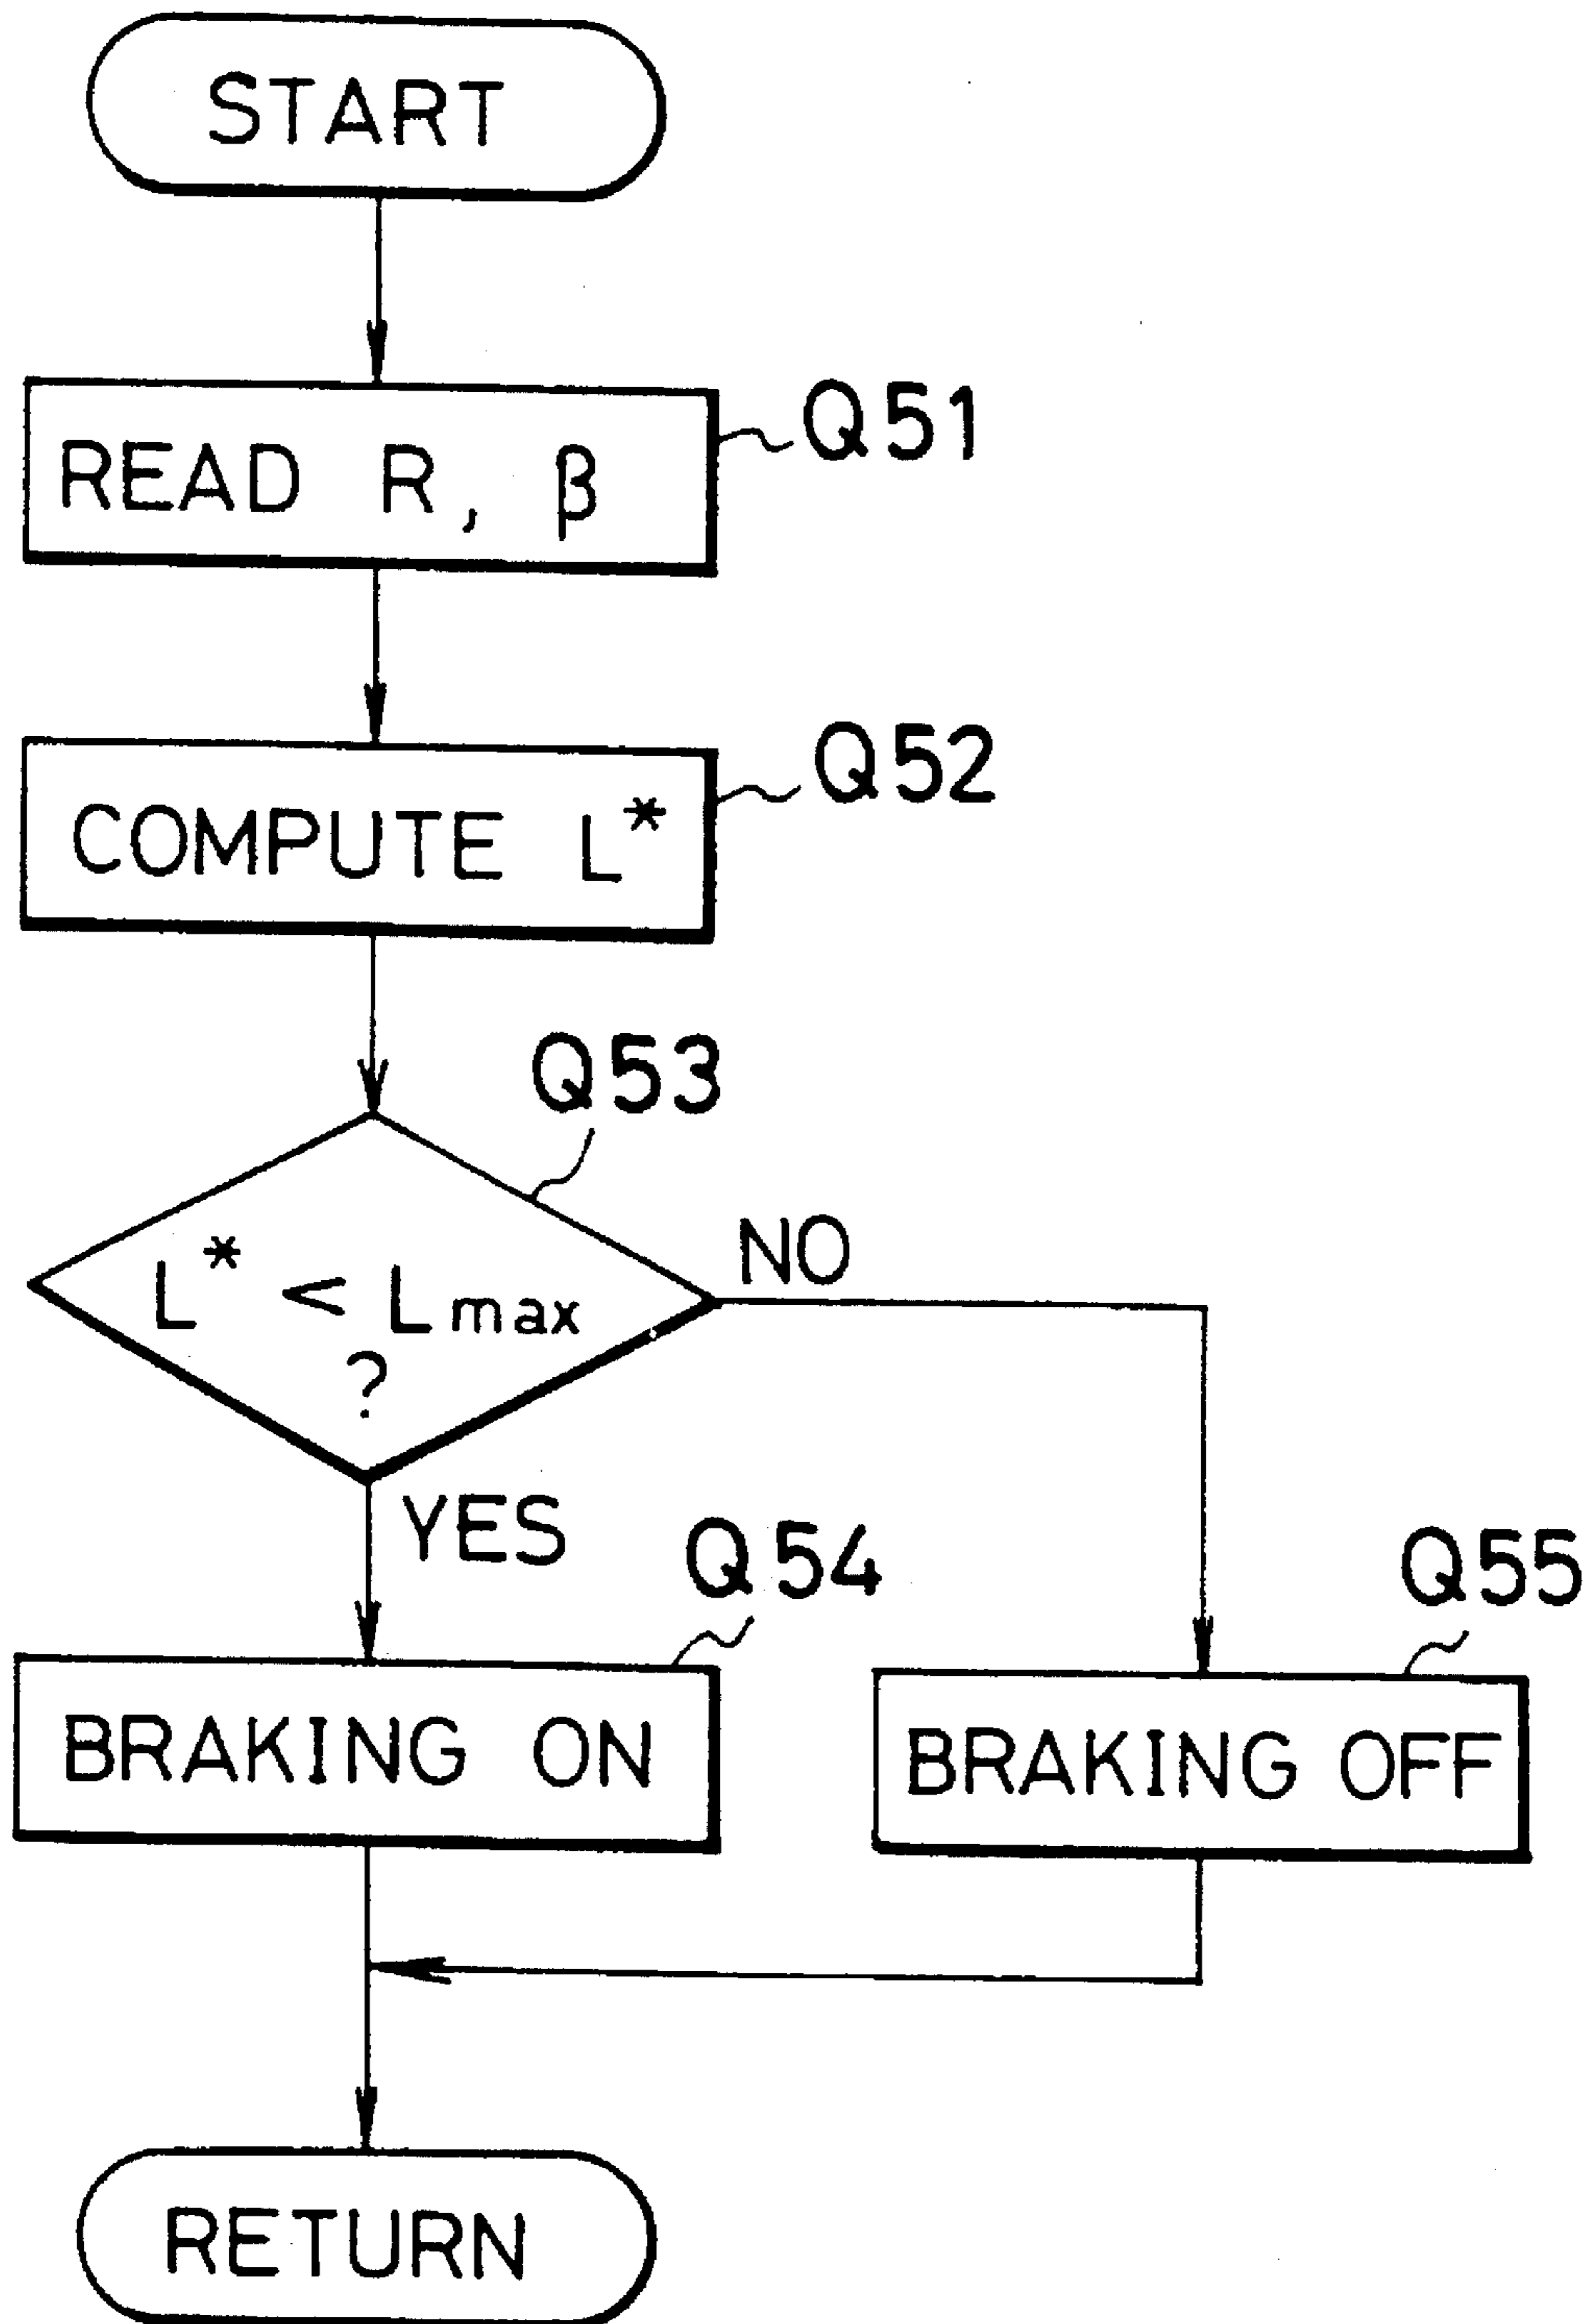 START
Q51
READ R, β
Q52
COMPUTE L*
Q53
L* < Lmax
?
NO
YES
Q54
Q55
BRAKING ON
BRAKING OFF
RETURN